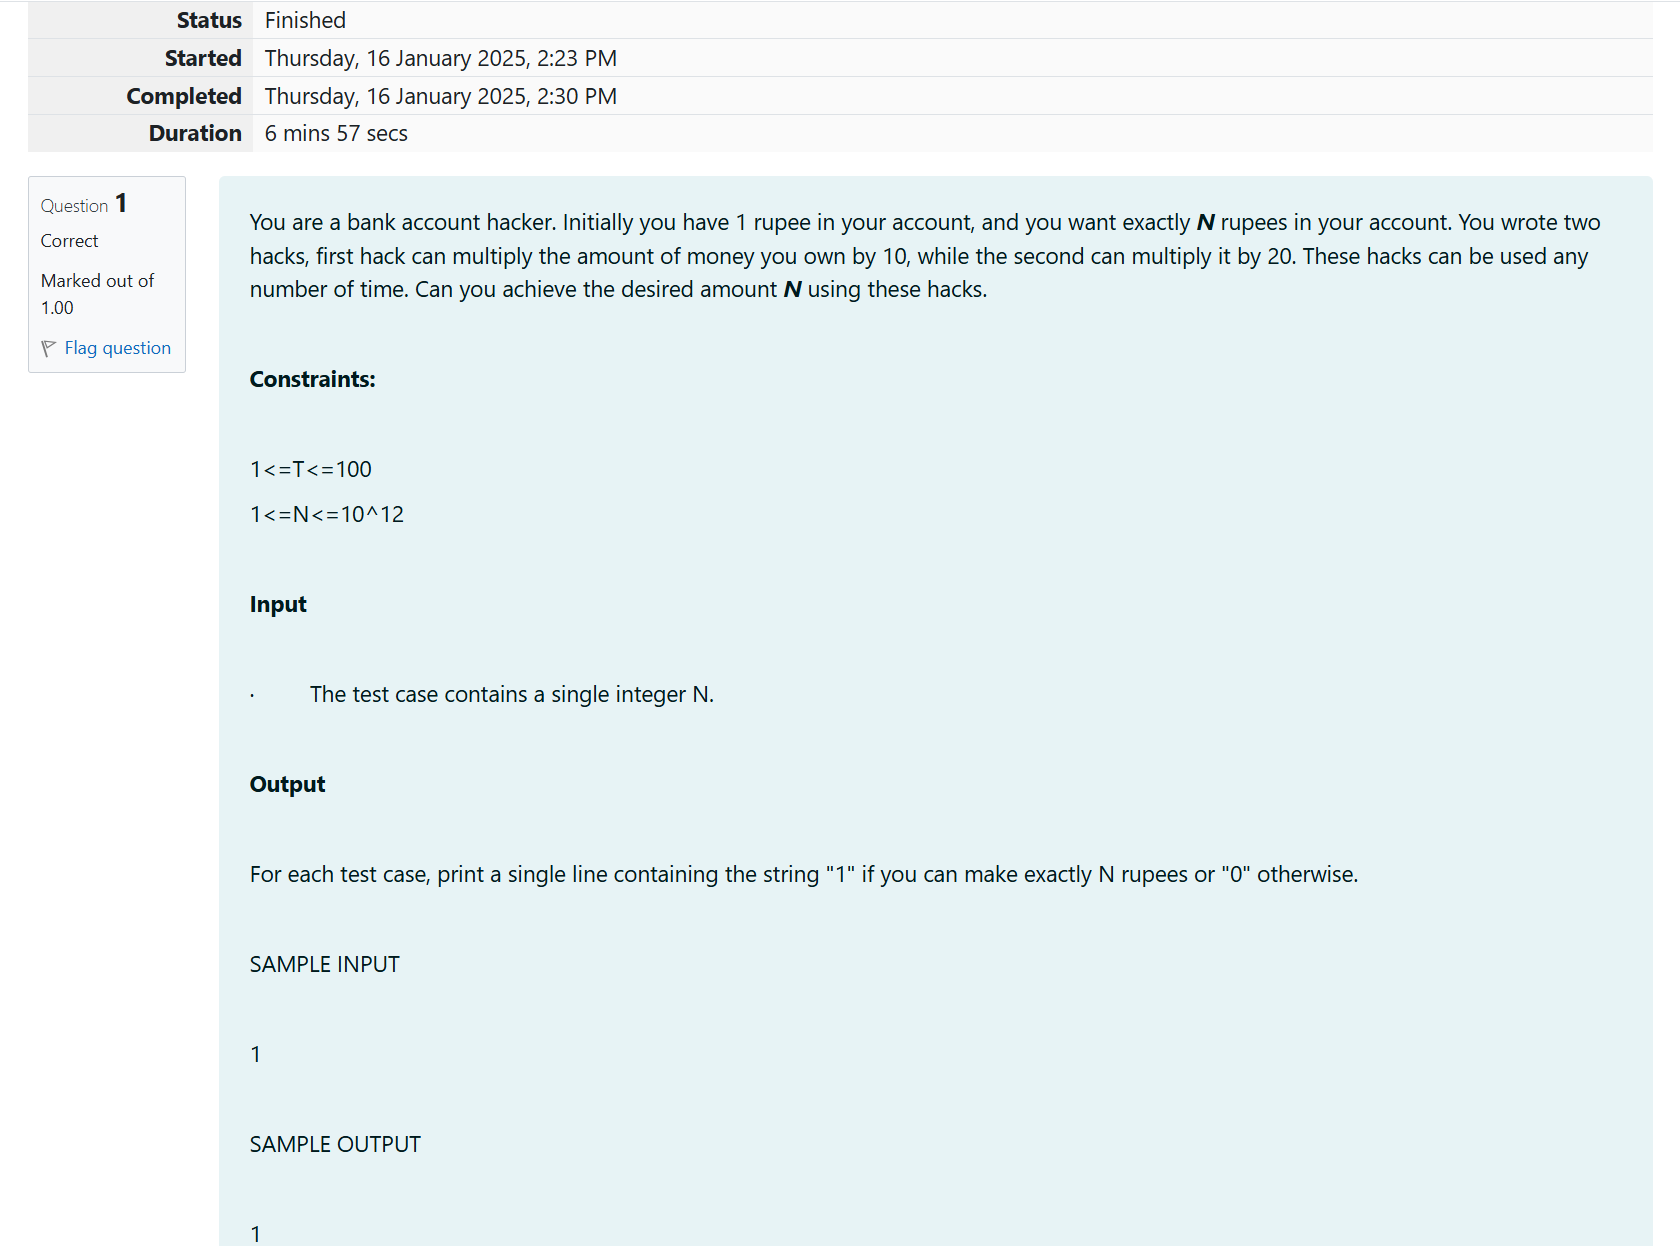 Status Finished
Started Thursday, 16 January 2025, 2:23 PM
Completed Thursday, 16 January 2025, 2:30 PM
Duration 6 mins 57 secs
Question 1
Correct
Marked out of
1.00
Flag question
You are a bank account hacker. Initially you have 1 rupee in your account, and you want exactly N rupees in your account. You wrote two
hacks, first hack can multiply the amount of money you own by 10, while the second can multiply it by 20. These hacks can be used any
number of time. Can you achieve the desired amount N using these hacks.
Constraints:
1<=T<=100
1<=N<=10^12
Input
· The test case contains a single integer N.
Output
For each test case, print a single line containing the string "1" if you can make exactly N rupees or "0" otherwise.
SAMPLE INPUT
1
SAMPLE OUTPUT
1